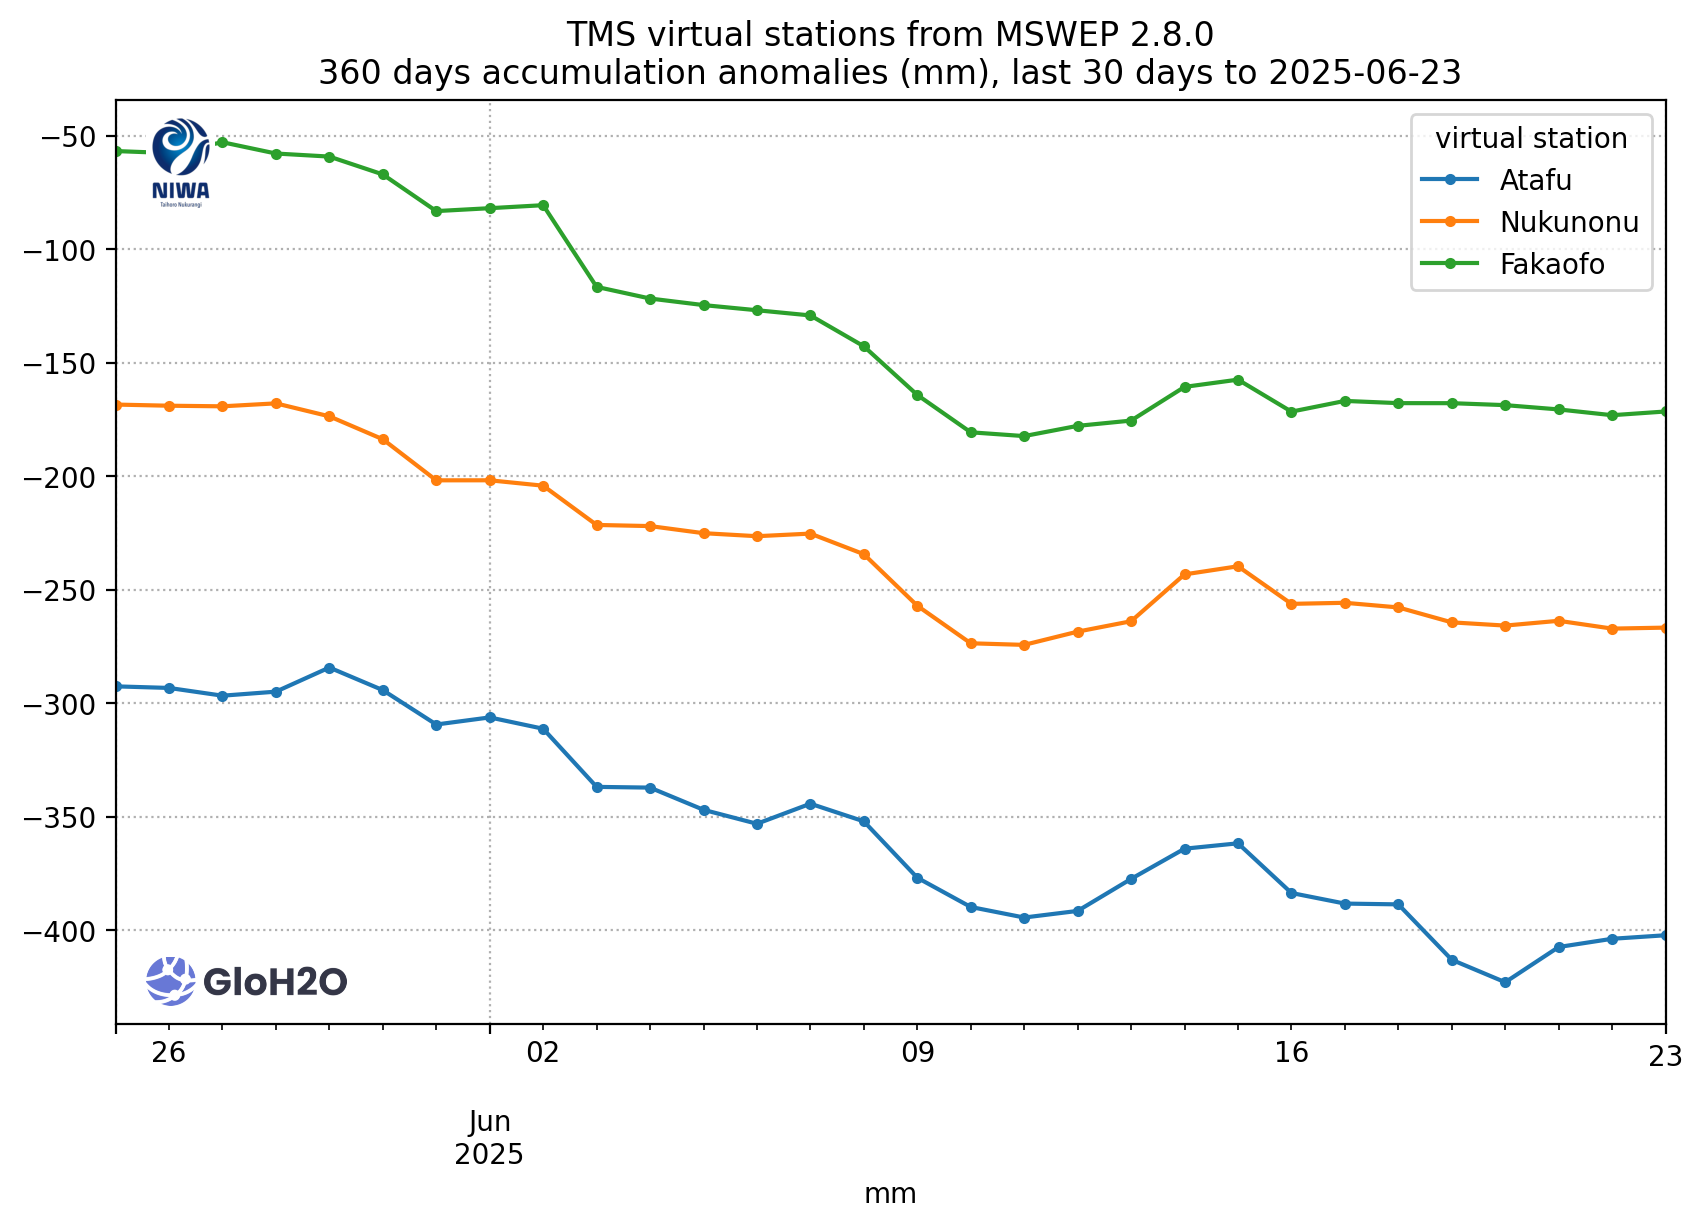 TMS virtual stations from MSWEP 2.8.0
360 days accumulation anomalies (mm), last 30 days to 2025-06-23
−50
−100
−150
−200
−250
−300
−350
−400
NIWA
Taihoro Nukurangi
virtual station
Atafu
Nukunonu
Fakaofo
GloH2O
26
02
09
16
23
Jun
2025
mm